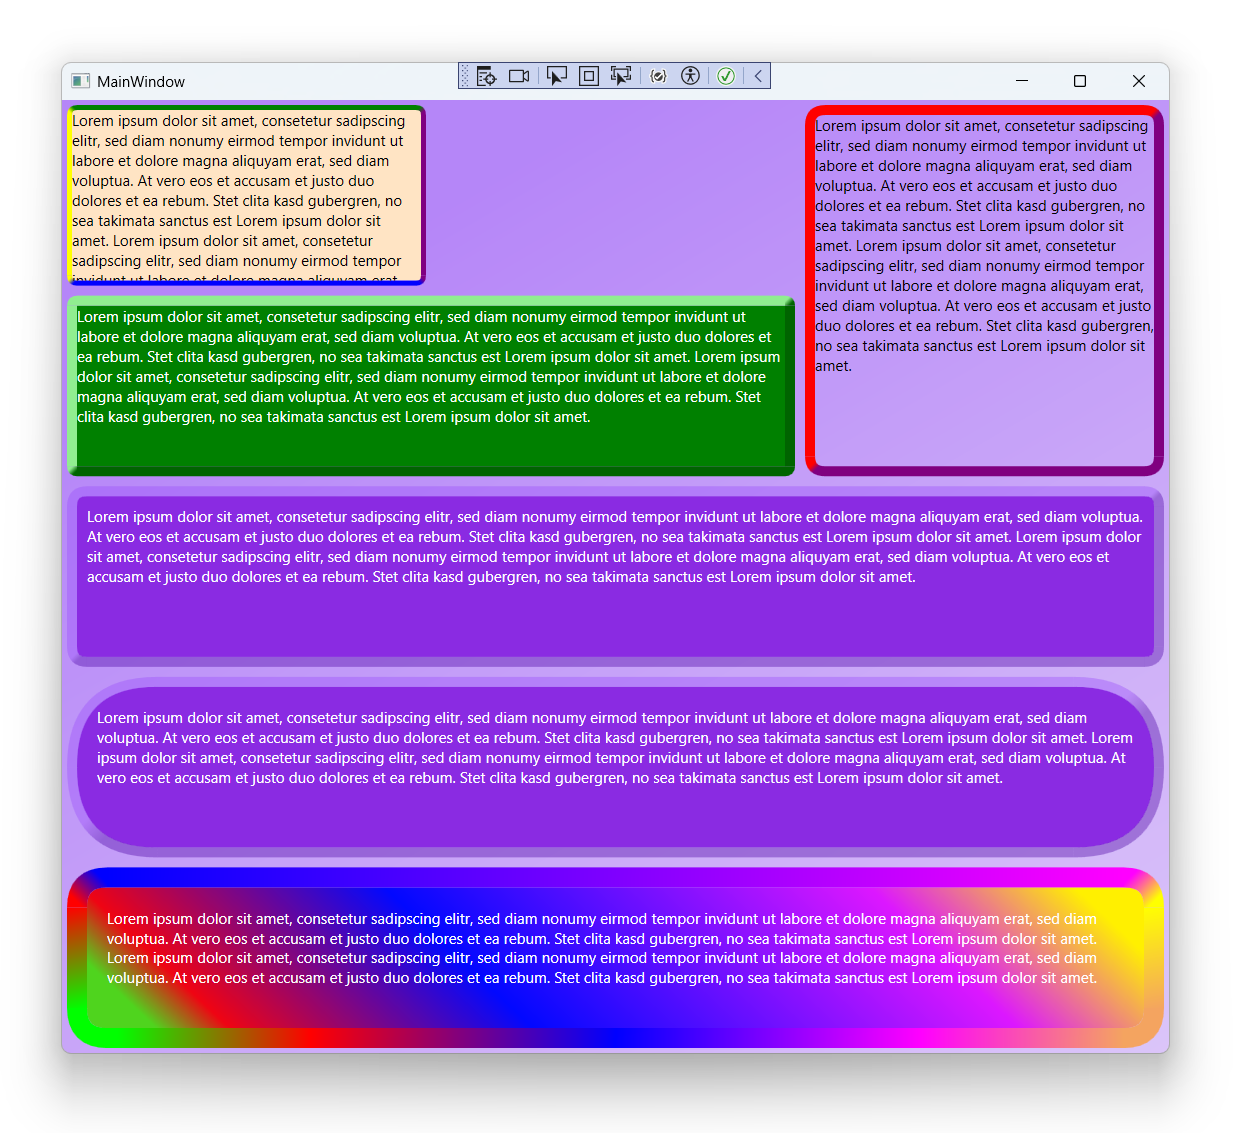 MainWindow
Lorem ipsum dolor sit amet, consetetur sadipscing
elitr, sed diam nonumy eirmod tempor invidunt ut
labore et dolore magna aliquyam erat, sed diam
voluptua. At vero eos et accusam et justo duo
dolores et ea rebum. Stet clita kasd gubergren, no
sea takimata sanctus est Lorem ipsum dolor sit
amet. Lorem ipsum dolor sit amet, consetetur
sadipscing elitr, sed diam nonumy eirmod tempor
invidunt ut labore et dolore magna aliquyam erat
Lorem ipsum dolor sit amet, consetetur sadipscing
elitr, sed diam nonumy eirmod tempor invidunt ut
labore et dolore magna aliquyam erat, sed diam
voluptua. At vero eos et accusam et justo duo
dolores et ea rebum. Stet clita kasd gubergren, no
sea takimata sanctus est Lorem ipsum dolor sit
amet. Lorem ipsum dolor sit amet, consetetur
sadipscing elitr, sed diam nonumy eirmod tempor
invidunt ut labore et dolore magna aliquyam erat,
sed diam voluptua. At vero eos et accusam et justo
duo dolores et ea rebum. Stet clita kasd gubergren,
no sea takimata sanctus est Lorem ipsum dolor sit
amet.
Lorem ipsum dolor sit amet, consetetur sadipscing elitr, sed diam nonumy eirmod tempor invidunt ut
labore et dolore magna aliquyam erat, sed diam voluptua. At vero eos et accusam et justo duo dolores et
ea rebum. Stet clita kasd gubergren, no sea takimata sanctus est Lorem ipsum dolor sit amet. Lorem ipsum
dolor sit amet, consetetur sadipscing elitr, sed diam nonumy eirmod tempor invidunt ut labore et dolore
magna aliquyam erat, sed diam voluptua. At vero eos et accusam et justo duo dolores et ea rebum. Stet
clita kasd gubergren, no sea takimata sanctus est Lorem ipsum dolor sit amet.
Lorem ipsum dolor sit amet, consetetur sadipscing elitr, sed diam nonumy eirmod tempor invidunt ut labore et dolore magna aliquyam erat, sed diam voluptua.
At vero eos et accusam et justo duo dolores et ea rebum. Stet clita kasd gubergren, no sea takimata sanctus est Lorem ipsum dolor sit amet. Lorem ipsum dolor
sit amet, consetetur sadipscing elitr, sed diam nonumy eirmod tempor invidunt ut labore et dolore magna aliquyam erat, sed diam voluptua. At vero eos et
accusam et justo duo dolores et ea rebum. Stet clita kasd gubergren, no sea takimata sanctus est Lorem ipsum dolor sit amet.
Lorem ipsum dolor sit amet, consetetur sadipscing elitr, sed diam nonumy eirmod tempor invidunt ut labore et dolore magna aliquyam erat, sed diam
voluptua. At vero eos et accusam et justo duo dolores et ea rebum. Stet clita kasd gubergren, no sea takimata sanctus est Lorem ipsum dolor sit amet. Lorem
ipsum dolor sit amet, consetetur sadipscing elitr, sed diam nonumy eirmod tempor invidunt ut labore et dolore magna aliquyam erat, sed diam voluptua. At
vero eos et accusam et justo duo dolores et ea rebum. Stet clita kasd gubergren, no sea takimata sanctus est Lorem ipsum dolor sit amet.
Lorem ipsum dolor sit amet, consetetur sadipscing elitr, sed diam nonumy eirmod tempor invidunt ut labore et dolore magna aliquyam erat, sed diam
voluptua. At vero eos et accusam et justo duo dolores et ea rebum. Stet clita kasd gubergren, no sea takimata sanctus est Lorem ipsum dolor sit amet.
Lorem ipsum dolor sit amet, consetetur sadipscing elitr, sed diam nonumy eirmod tempor invidunt ut labore et dolore magna aliquyam erat, sed diam
voluptua. At vero eos et accusam et justo duo dolores et ea rebum. Stet clita kasd gubergren, no sea takimata sanctus est Lorem ipsum dolor sit amet.